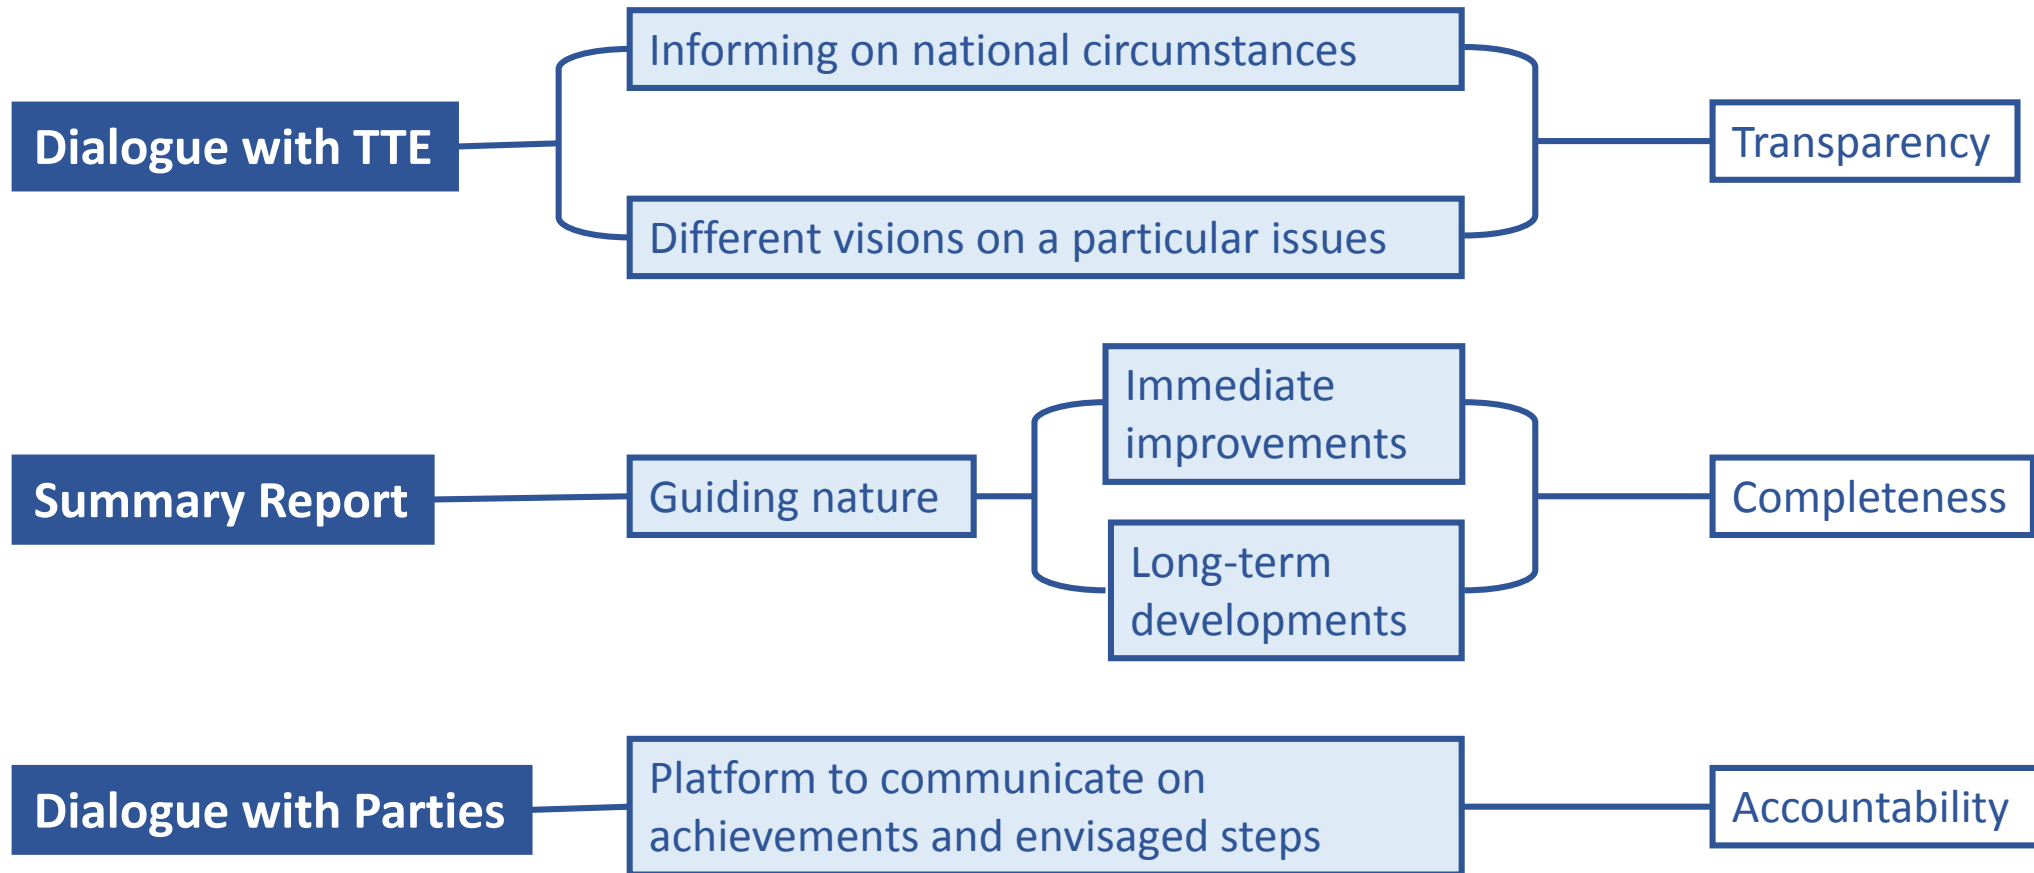 Informing on national circumstances
Dialogue with TTE
Transparency
Different visions on a particular issues
Immediate
improvements
Summary Report
Guiding nature
Completeness
Long-term
developments
Dialogue with Parties
Platform to communicate on
achievements and envisaged steps
Accountability